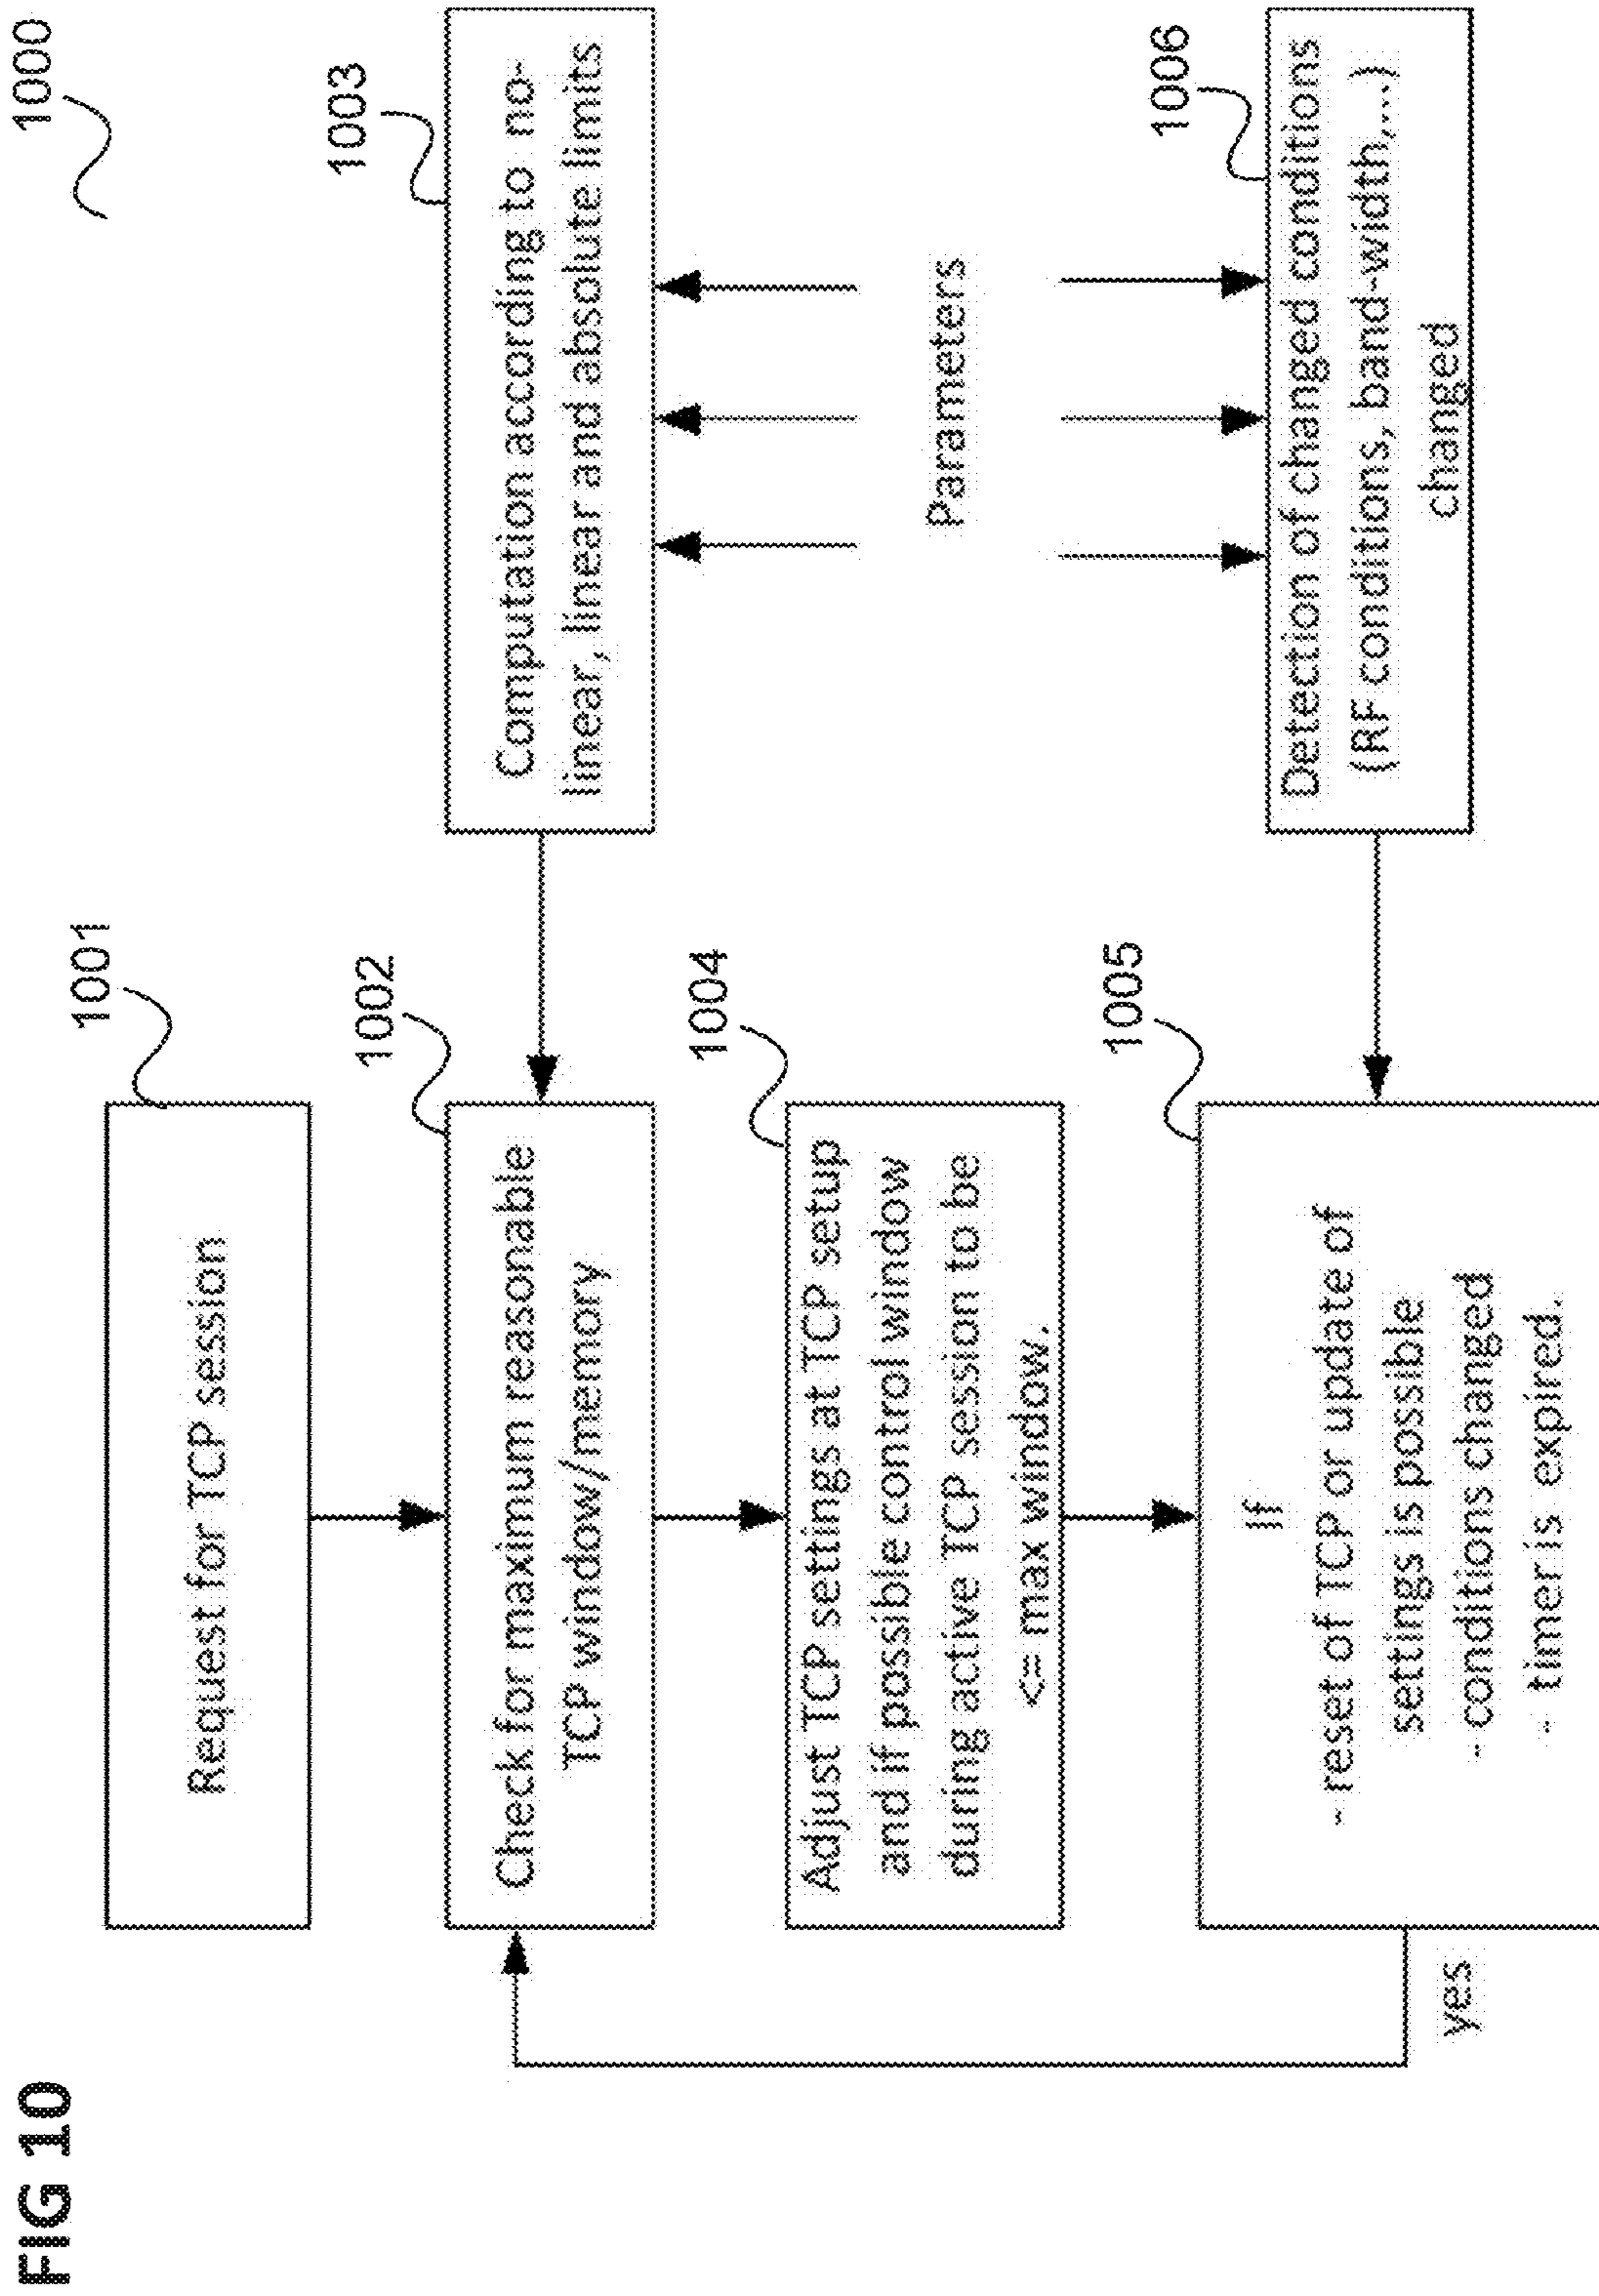 FIG 10
1000
1001
Request for TCP session
1002
Check for maximum reasonable
TCP window/memory
1003
Computation according to no-
linear, linear and absolute limits
1004
Adjust TCP settings at TCP setup
and if possible control window
during active TCP session to be
<= max window.
Parameters
1005
If
- reset of TCP or update of
settings is possible
- conditions changed
- timer is expired.
yes
1006
Detection of changed conditions
(RF conditions, band-width,...)
changed